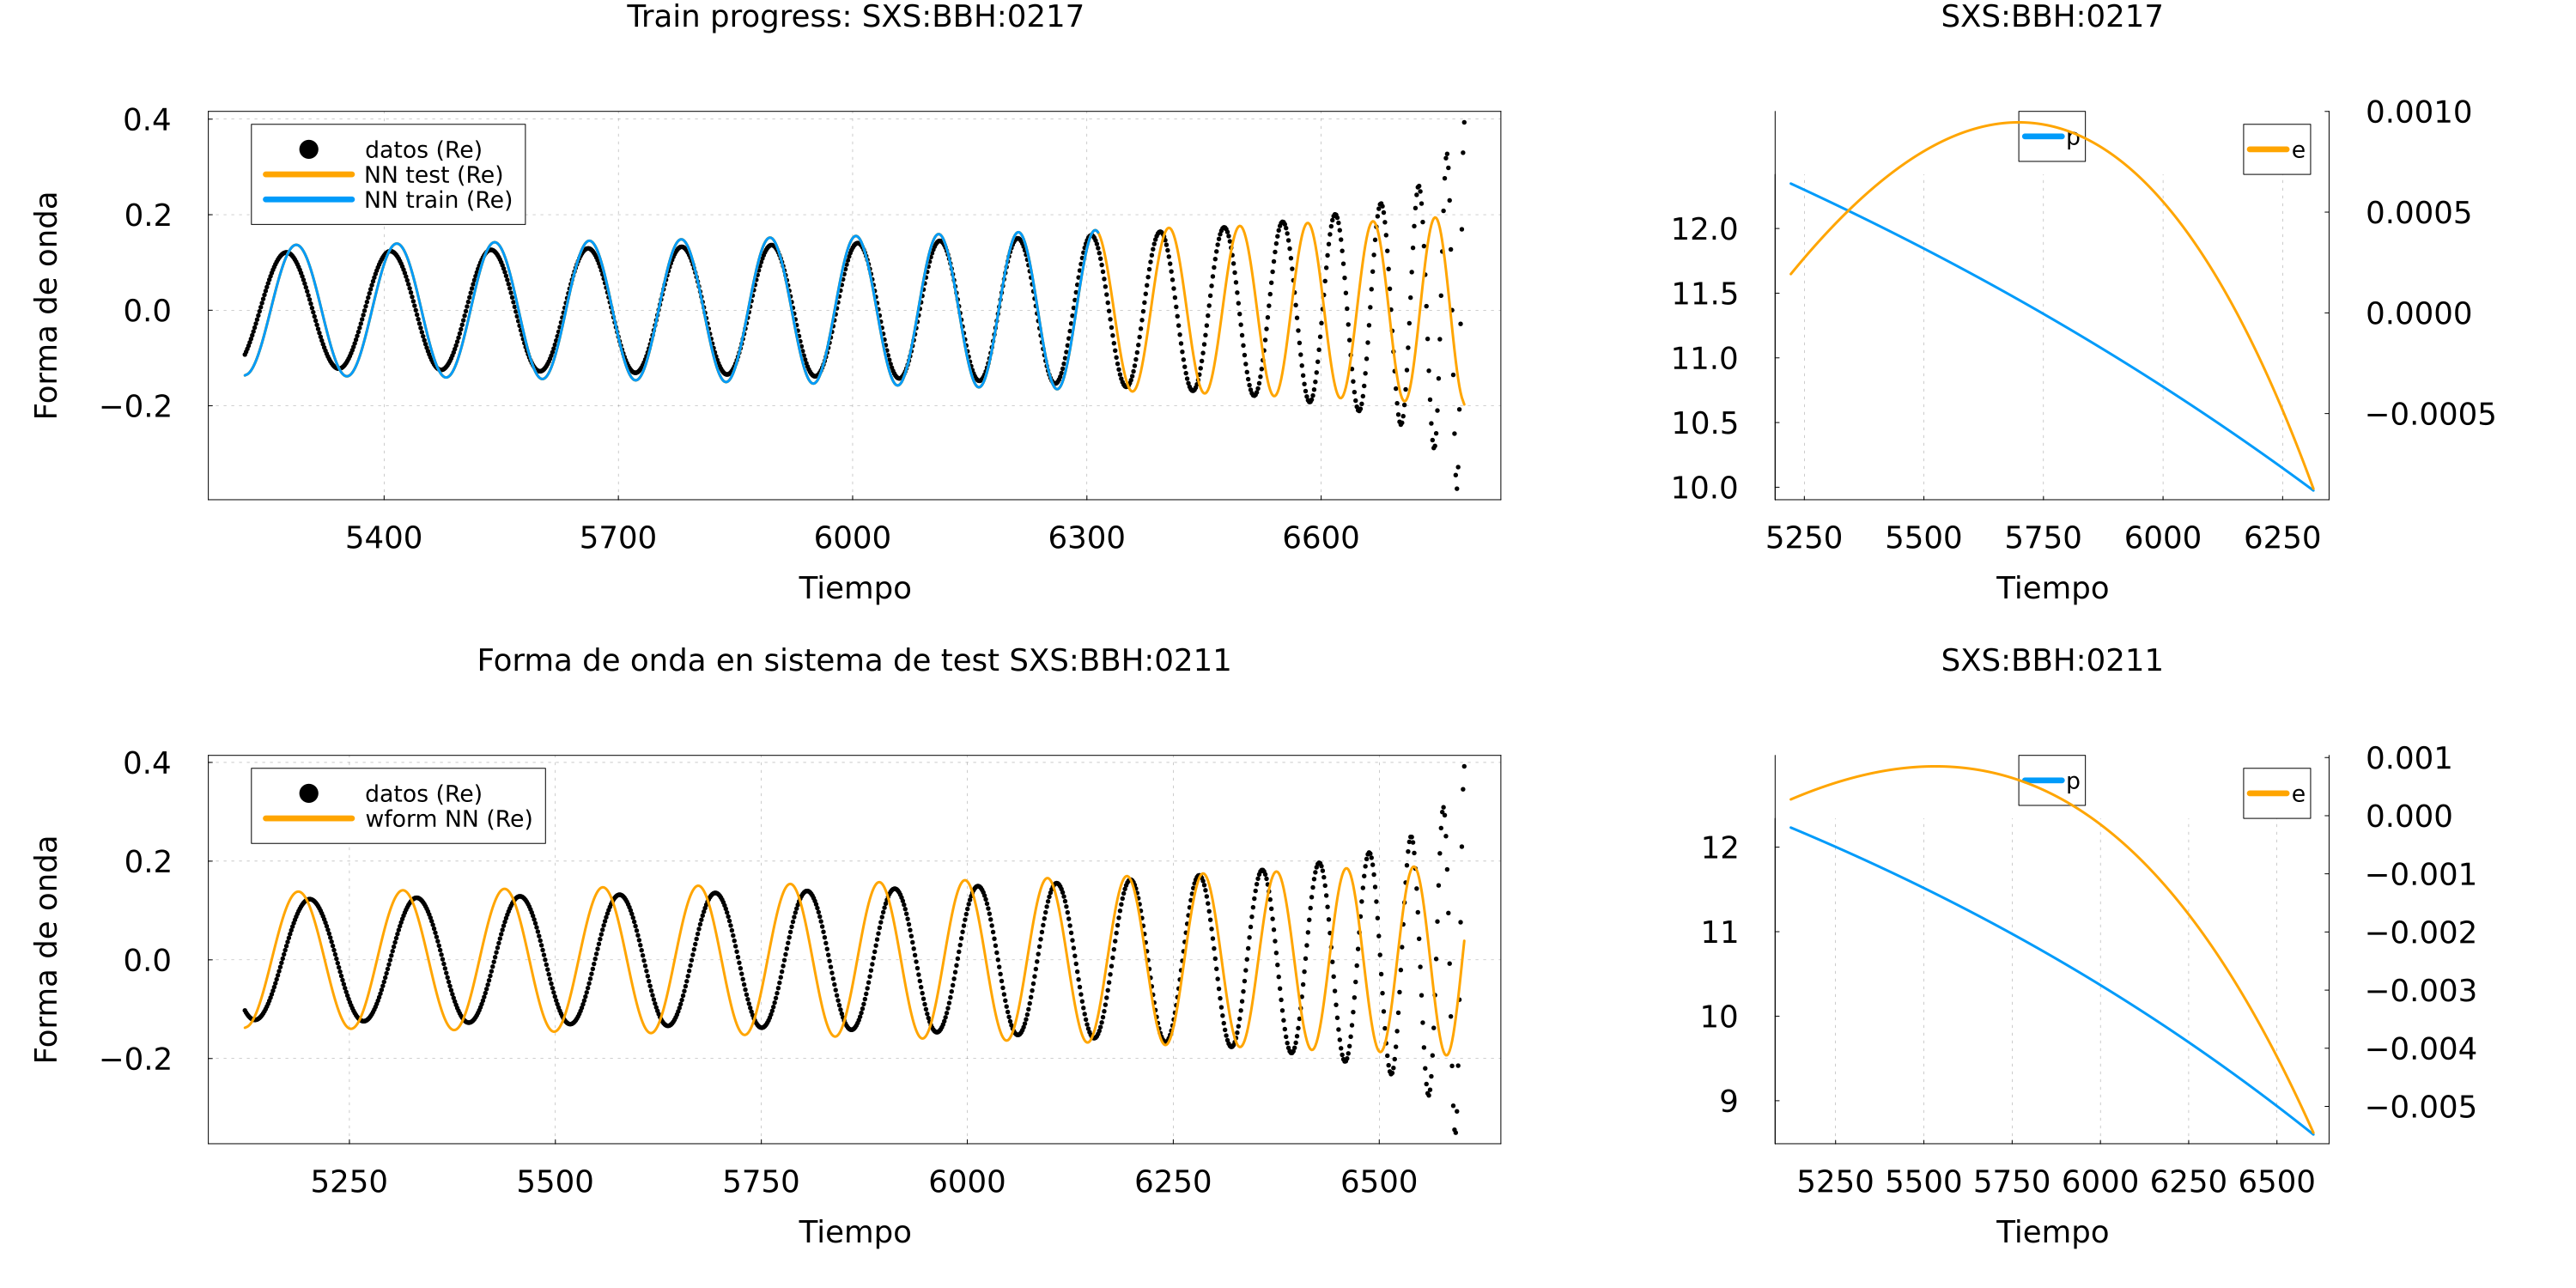 Train progress: SXS:BBH:0217
Forma de onda
0.4
0.2
0.0
−0.2
datos (Re)
NN test (Re)
NN train (Re)
5400 5700 6000 6300 6600
Tiempo
SXS:BBH:0217
12.0
11.5
11.0
10.5
10.0
p
e
0.0010
0.0005
0.0000
−0.0005
5250 5500 5750 6000 6250
Tiempo
Forma de onda en sistema de test SXS:BBH:0211
Forma de onda
0.4
0.2
0.0
−0.2
datos (Re)
wform NN (Re)
5250 5500 5750 6000 6250 6500
Tiempo
SXS:BBH:0211
12
11
10
9
p
e
0.001
0.000
−0.001
−0.002
−0.003
−0.004
−0.005
5250 5500 5750 6000 6250 6500
Tiempo